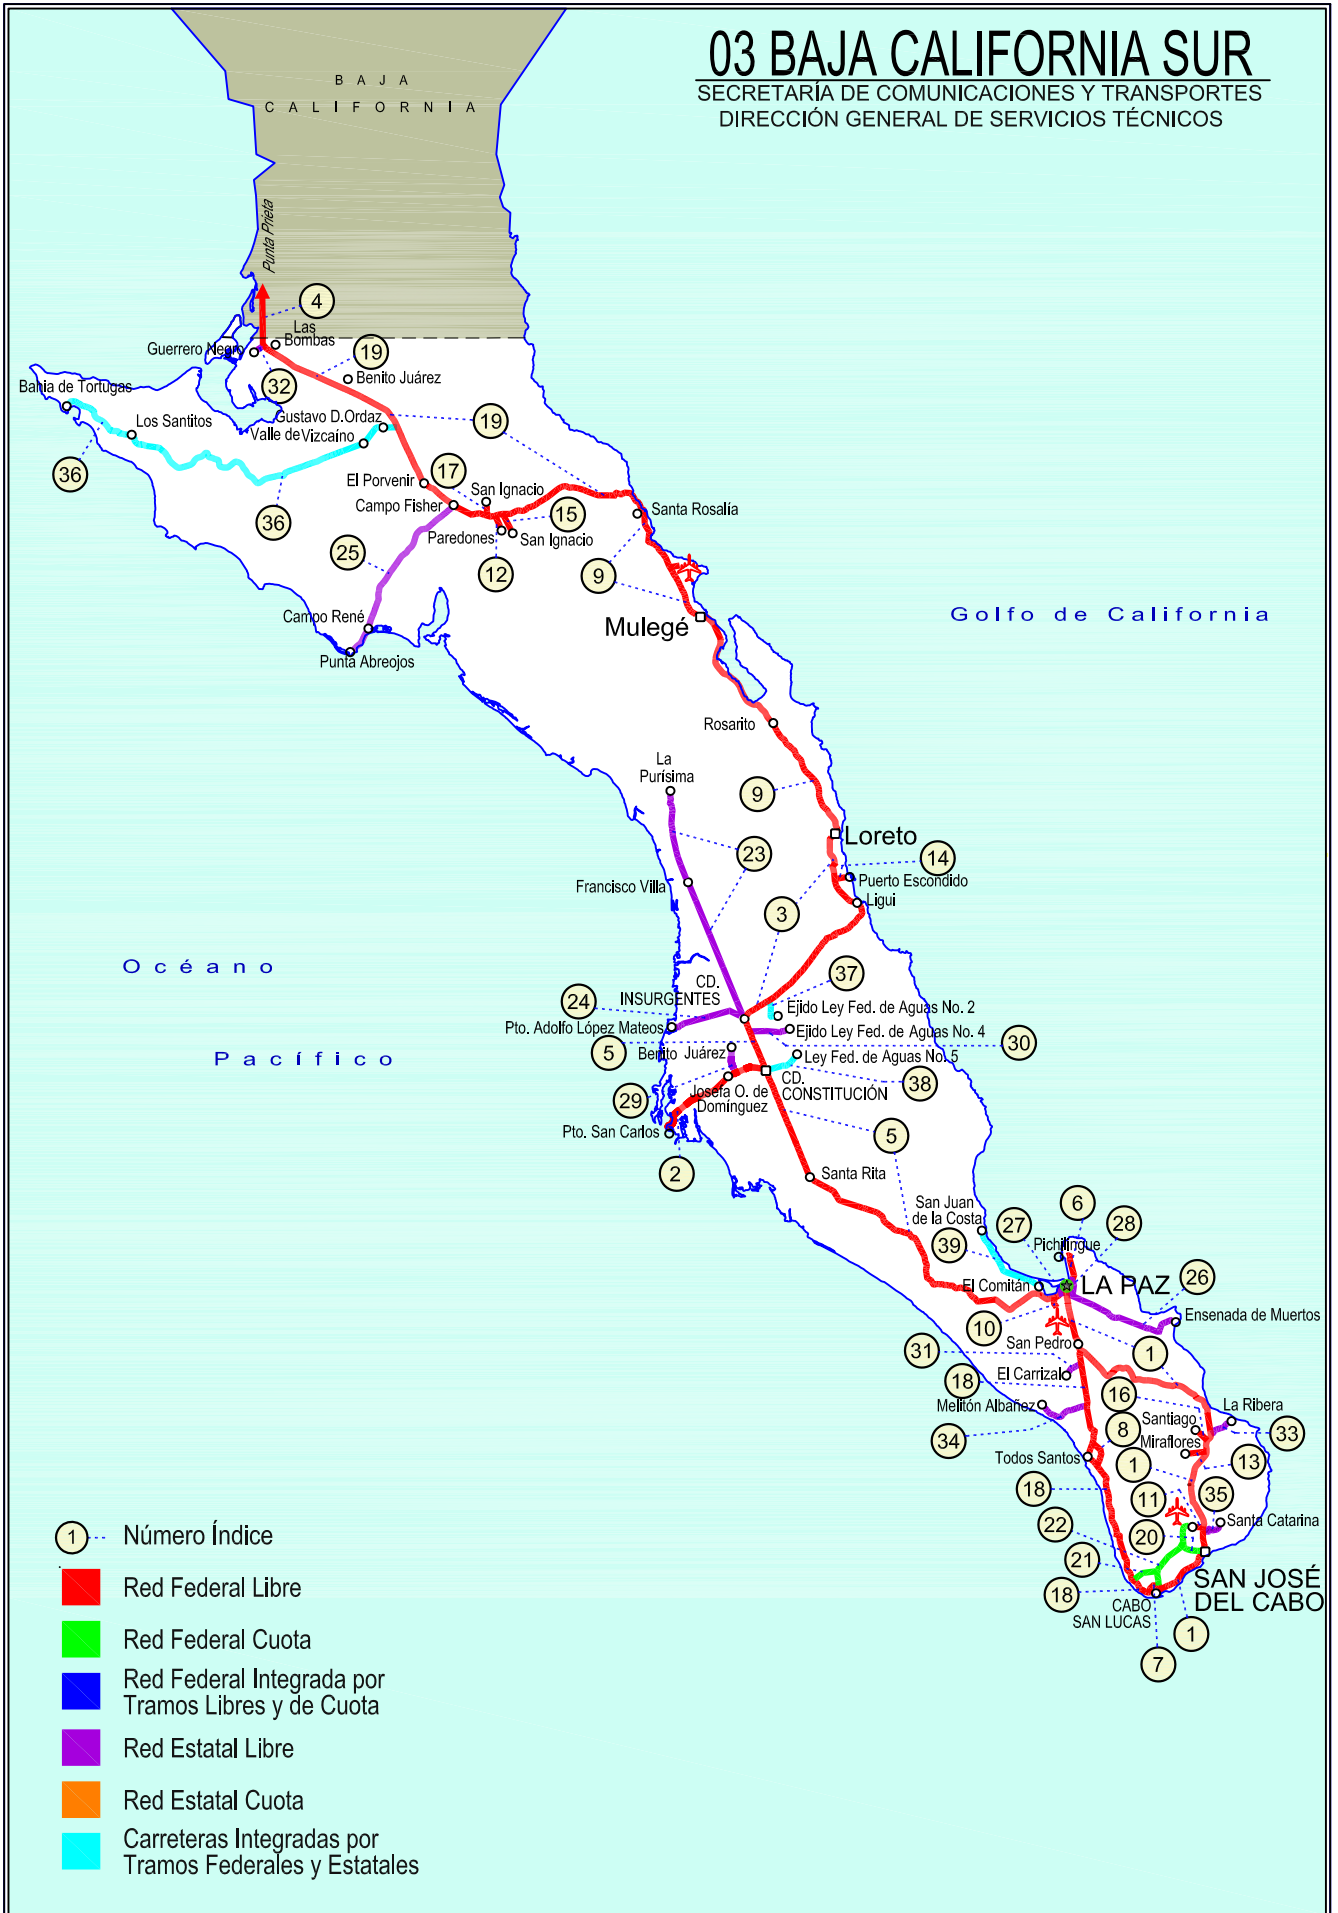 03 BAJA CALIFORNIA SUR
SECRETARÍA DE COMUNICACIONES Y TRANSPORTES
DIRECCIÓN GENERAL DE SERVICIOS TÉCNICOS
BAJA
CALIFORNIA
Punta Prieta
4
Las
Bombas
Guerrero Negro
19
32
Benito Juárez
Bahia de Tortugas
Los Santitos
Gustavo D.Ordaz
Valle de Vizcaíno
19
36
36
17
El Porvenir
San Ignacio
Campo Fisher
15
Santa Rosalía
Paredones
San Ignacio
25
12
9
Campo René
Punta Abreojos
Mulegé
Golfo de California
Rosarito
La
Purísima
9
23
Loreto
14
Francisco Villa
Puerto Escondido
Ligui
3
Océano
37
CD.
INSURGENTES
24
Ejido Ley Fed. de Aguas No. 2
Pto. Adolfo López Mateos
Ejido Ley Fed. de Aguas No. 4
30
Pacífico
5
Benito Juárez
Ley Fed. de Aguas No. 5
38
CD.
CONSTITUCIÓN
29
Josefa O. de
Domínguez
Pto. San Carlos
5
2
Santa Rita
San Juan
de la Costa
27
6
28
39
Pichilingue
El Comitán
LA PAZ
26
Ensenada de Muertos
10
San Pedro
31
1
El Carrizal
18
16
Melitón Albañez
La Ribera
Santiago
34
8
33
Miraflores
Todos Santos
1
13
18
11
35
22
Santa Catarina
20
21
18
SAN JOSÉ
DEL CABO
CABO
SAN LUCAS
1
7
1
Número Índice
Red Federal Libre
Red Federal Cuota
Red Federal Integrada por
Tramos Libres y de Cuota
Red Estatal Libre
Red Estatal Cuota
Carreteras Integradas por
Tramos Federales y Estatales